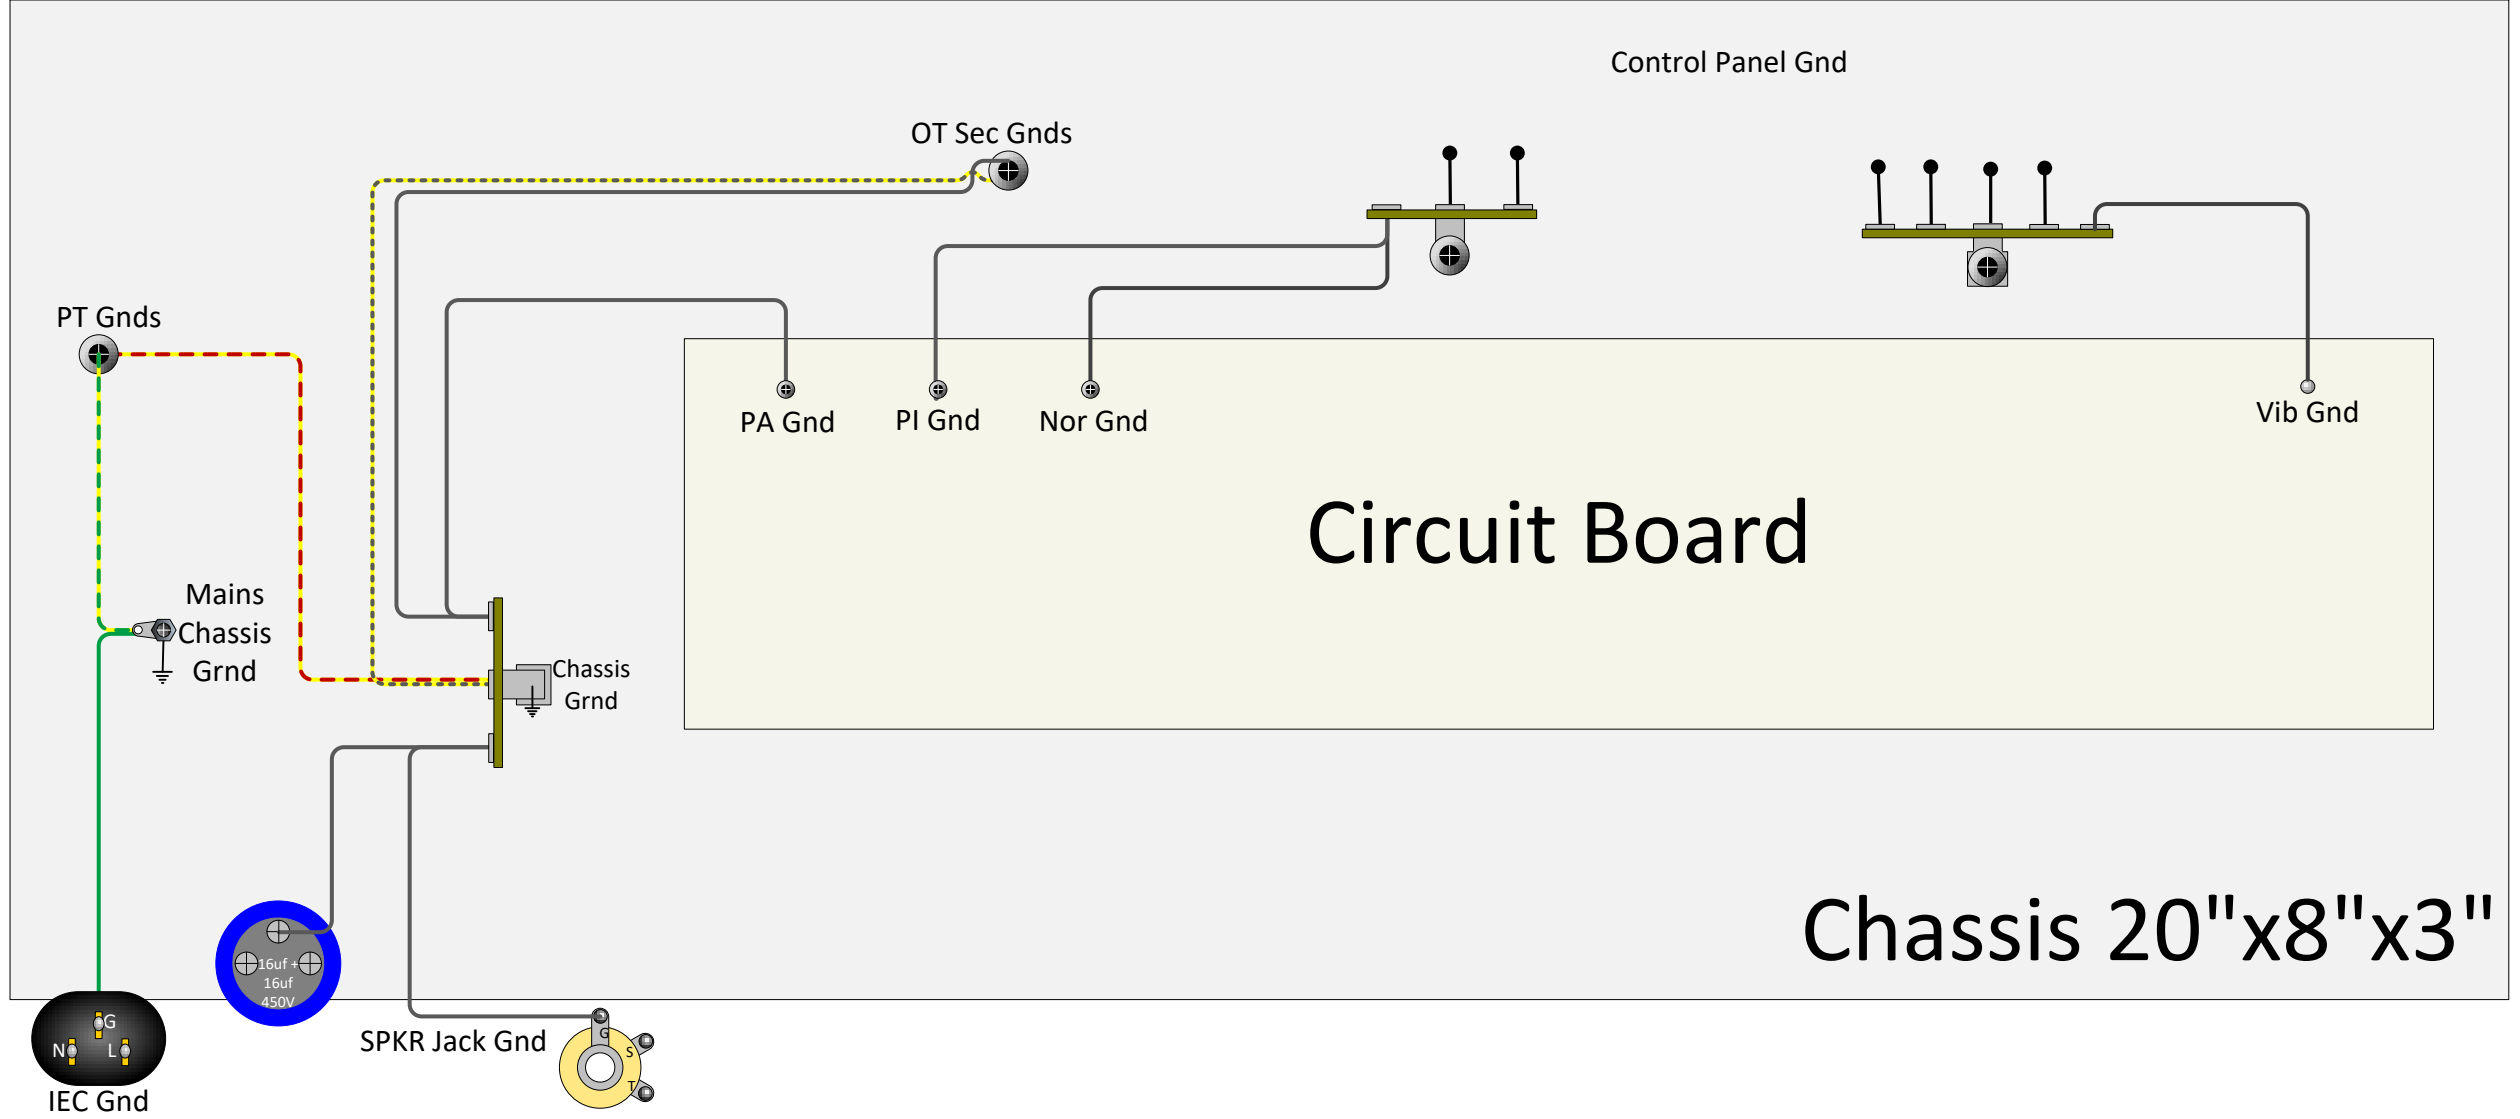 Control Panel Gnd
OT Sec Gnds
PT Gnds
PA Gnd
PI Gnd
Nor Gnd
Vib Gnd
Circuit Board
Mains
Chassis
Grnd
Chassis
Grnd
Chassis 20"x8"x3"
16uf +
16uf
450V
G
N
L
IEC Gnd
SPKR Jack Gnd
G
S
T